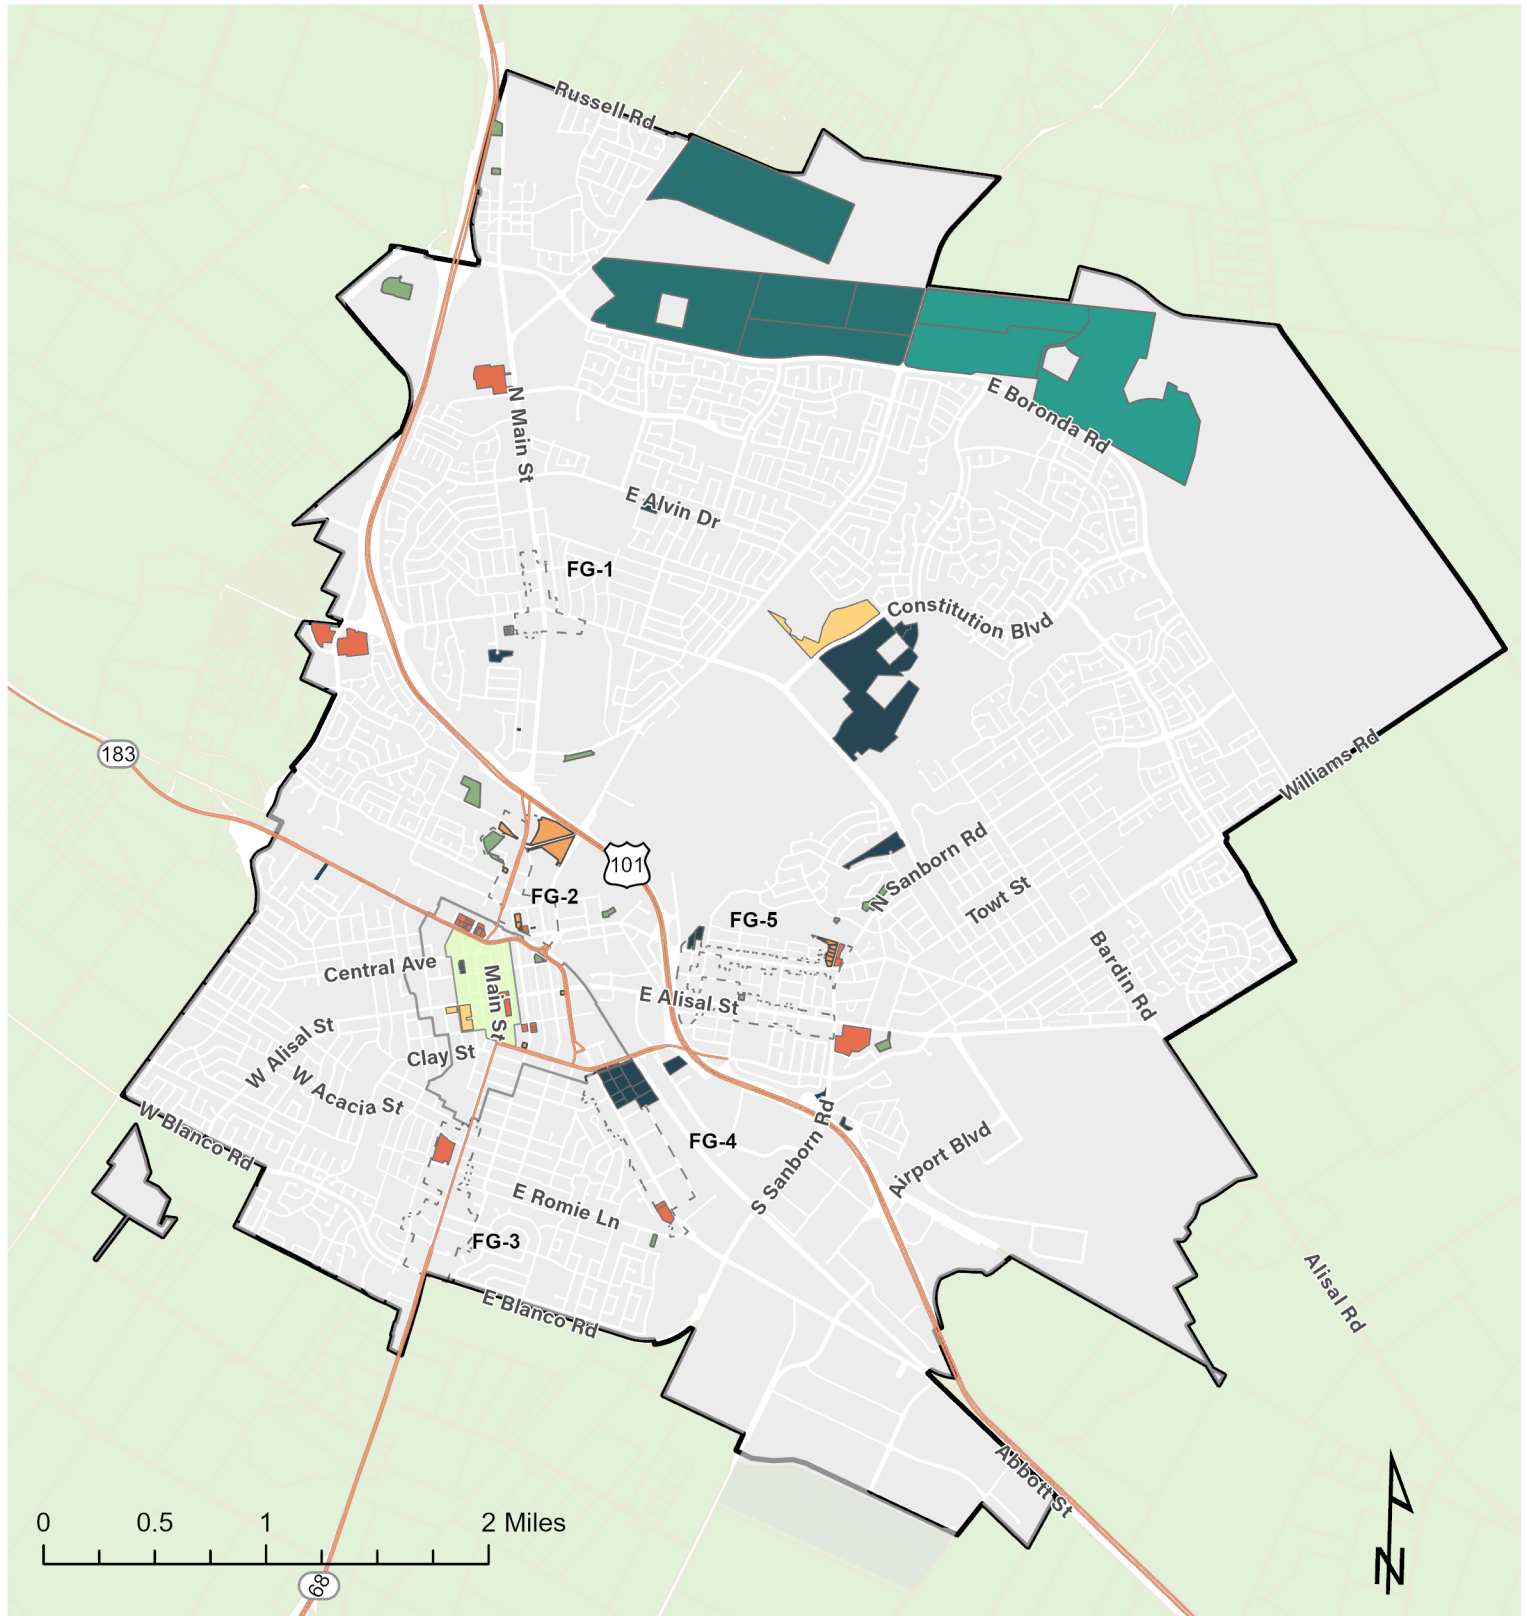 Russell Rd
N Main St
E Boronda Rd
E Alvin Dr
FG-1
Constitution Blvd
183
Williams Rd
101
N Sanborn Rd
FG-2
Towt St
FG-5
Central Ave
Main St
Bardin Rd
E Alisal St
W Alisal St
Clay St
W Acacia St
W Blanco Rd
FG-4
S Sanborn Rd
Airport Blvd
E Romie Ln
FG-3
Alisal Rd
E Blanco Rd
Abbott St
0 0.5 1 2 Miles
N
68